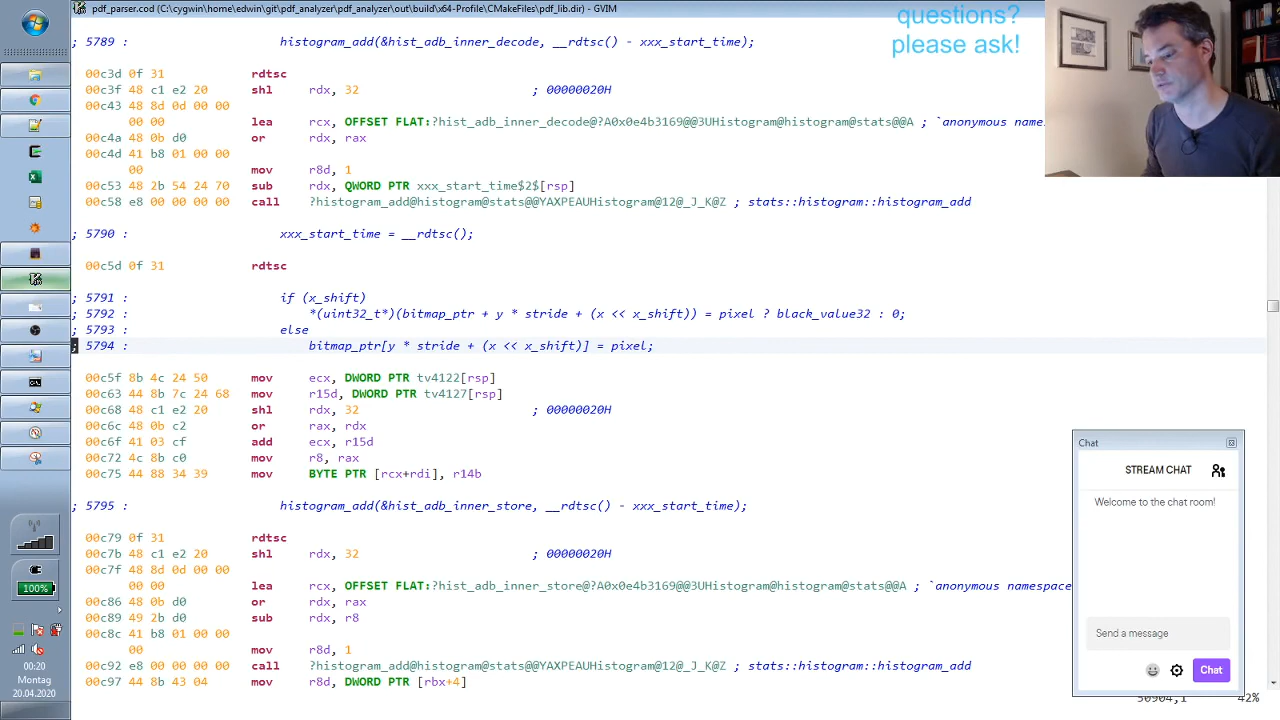 pdf_parser.cod (C:\cygwin\home\edwin\git\pdf_analyzer\pdf_analyzer\out\build\x64-Profile\CMakeFiles\pdf_lib.dir) - GVIM
questions?
please ask!
; 5789 : histogram_add(&hist_adb_inner_decode, __rdtsc() - xxx_start_time);
00c3d 0f 31 rdtsc
00c3f 48 c1 e2 20 shl rdx, 32 ; 00000020H
00c43 48 8d 0d 00 00
00 00 lea rcx, OFFSET FLAT:?hist_adb_inner_decode@?A0x0e4b3169@@3UHistogram@histogram@stats@@A ; `anonymous names
00c4a 48 0b d0 or rdx, rax
00c4d 41 b8 01 00 00
00 mov r8d, 1
00c53 48 2b 54 24 70 sub rdx, QWORD PTR xxx_start_time$2$[rsp]
00c58 e8 00 00 00 00 call ?histogram_add@histogram@stats@@YAXPEAUHistogram@12@_J_K@Z ; stats::histogram::histogram_add
; 5790 : xxx_start_time = __rdtsc();
00c5d 0f 31 rdtsc
; 5791 : if (x_shift)
; 5792 : *(uint32_t*)(bitmap_ptr + y * stride + (x << x_shift)) = pixel ? black_value32 : 0;
; 5793 : else
; 5794 : bitmap_ptr[y * stride + (x << x_shift)] = pixel;
00c5f 8b 4c 24 50 mov ecx, DWORD PTR tv4122[rsp]
00c63 44 8b 7c 24 68 mov r15d, DWORD PTR tv4127[rsp]
00c68 48 c1 e2 20 shl rdx, 32 ; 00000020H
00c6c 48 0b c2 or rax, rdx
00c6f 41 03 cf add ecx, r15d
00c72 4c 8b c0 mov r8, rax
00c75 44 88 34 39 mov BYTE PTR [rcx+rdi], r14b
; 5795 : histogram_add(&hist_adb_inner_store, __rdtsc() - xxx_start_time);
00c79 0f 31 rdtsc
00c7b 48 c1 e2 20 shl rdx, 32 ; 00000020H
00c7f 48 8d 0d 00 00
00 00 lea rcx, OFFSET FLAT:?hist_adb_inner_store@?A0x0e4b3169@@3UHistogram@histogram@stats@@A ; `anonymous namespace
00c86 48 0b d0 or rdx, rax
00c89 49 2b d0 sub rdx, r8
00c8c 41 b8 01 00 00
00 mov r8d, 1
00c92 e8 00 00 00 00 call ?histogram_add@histogram@stats@@YAXPEAUHistogram@12@_J_K@Z ; stats::histogram::histogram_add
00c97 44 8b 43 04 mov r8d, DWORD PTR [rbx+4]
50904,1 42%
Chat
STREAM CHAT
Welcome to the chat room!
Send a message
Chat
100%
00:20
Montag
20.04.2020